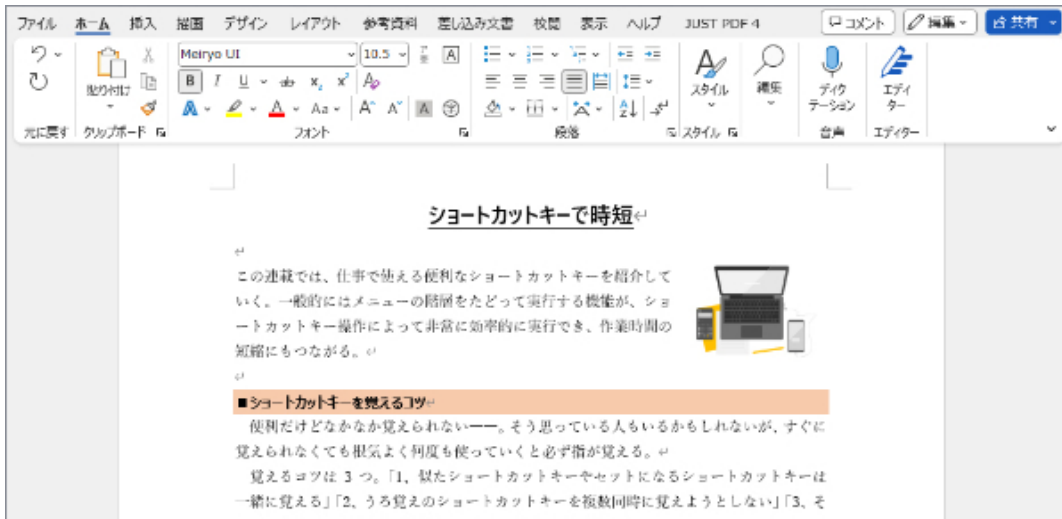 ファイル ホーム 挿入 描画 デザイン レイアウト 参考資料 差し込み文書 校閲 表示 ヘルプ JUST PDF 4 コメント 編集 共有
Meiryo UI 10.5
貼り付け スタイル 編集 ディクテーション エディター
元に戻す クリップボード フォント 段落 スタイル 音声 エディター
ショートカットキーで時短
この連載では、仕事で使える便利なショートカットキーを紹介して
いく。一般的にはメニューの階層をたどって実行する機能が、ショ
ートカットキー操作によって非常に効率的に実行でき、作業時間の
短縮にもつながる。
■ショートカットキーを覚えるコツ
便利だけどなかなか覚えられない――。そう思っている人もいるかもしれないが、すぐに
覚えられなくても根気よく何度も使っていくと必ず指が覚える。
覚えるコツは 3 つ。「1、似たショートカットキーやセットになるショートカットキーは
一緒に覚える」「2、うろ覚えのショートカットキーを複数同時に覚えようとしない」「3、そ